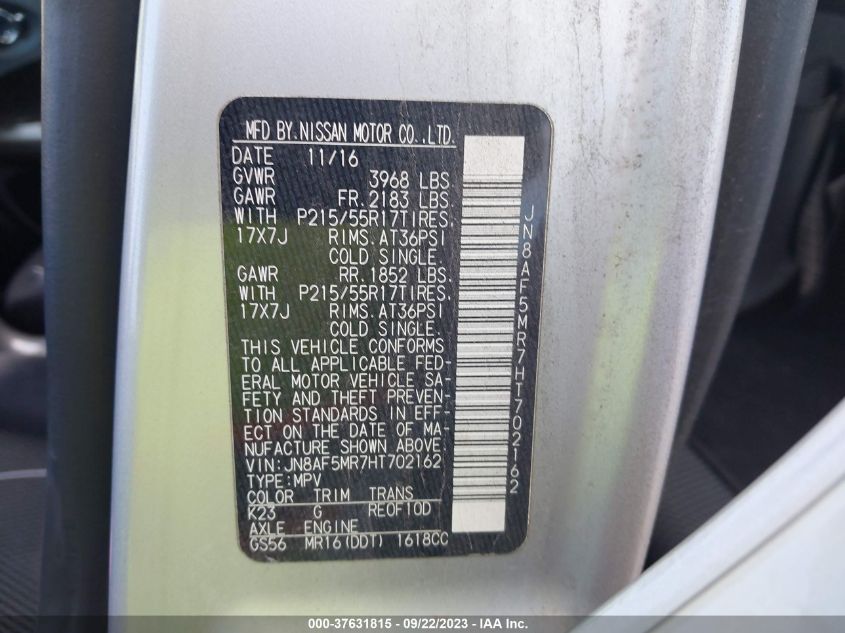 MFD BY.NISSAN MOTOR CO.,LTD.
DATE 11/16
GVWR 3968 LBS.
GAWR FR.2183 LBS.
WITH P215/55R17TIRES,
17X7J RIMS.AT36PSI
COLD SINGLE.
GAWR RR.1852 LBS.
WITH P215/55R17TIRES,
17X7J RIMS.AT36PSI
COLD SINGLE.
THIS VEHICLE CONFORMS
TO ALL APPLICABLE FED-
ERAL MOTOR VEHICLE SA-
FETY AND THEFT PREVEN-
TION STANDARDS IN EFF-
ECT ON THE DATE OF MA-
NUFACTURE SHOWN ABOVE.
VIN:JN8AF5MR7HT702162
TYPE:MPV
COLOR TRIM TRANS
K23 G RE0F10D
AXLE ENGINE
GS56 MR16(DDT) 1618CC
JN8AF5MR7HT702162
000-37631815 - 09/22/2023 - IAA Inc.